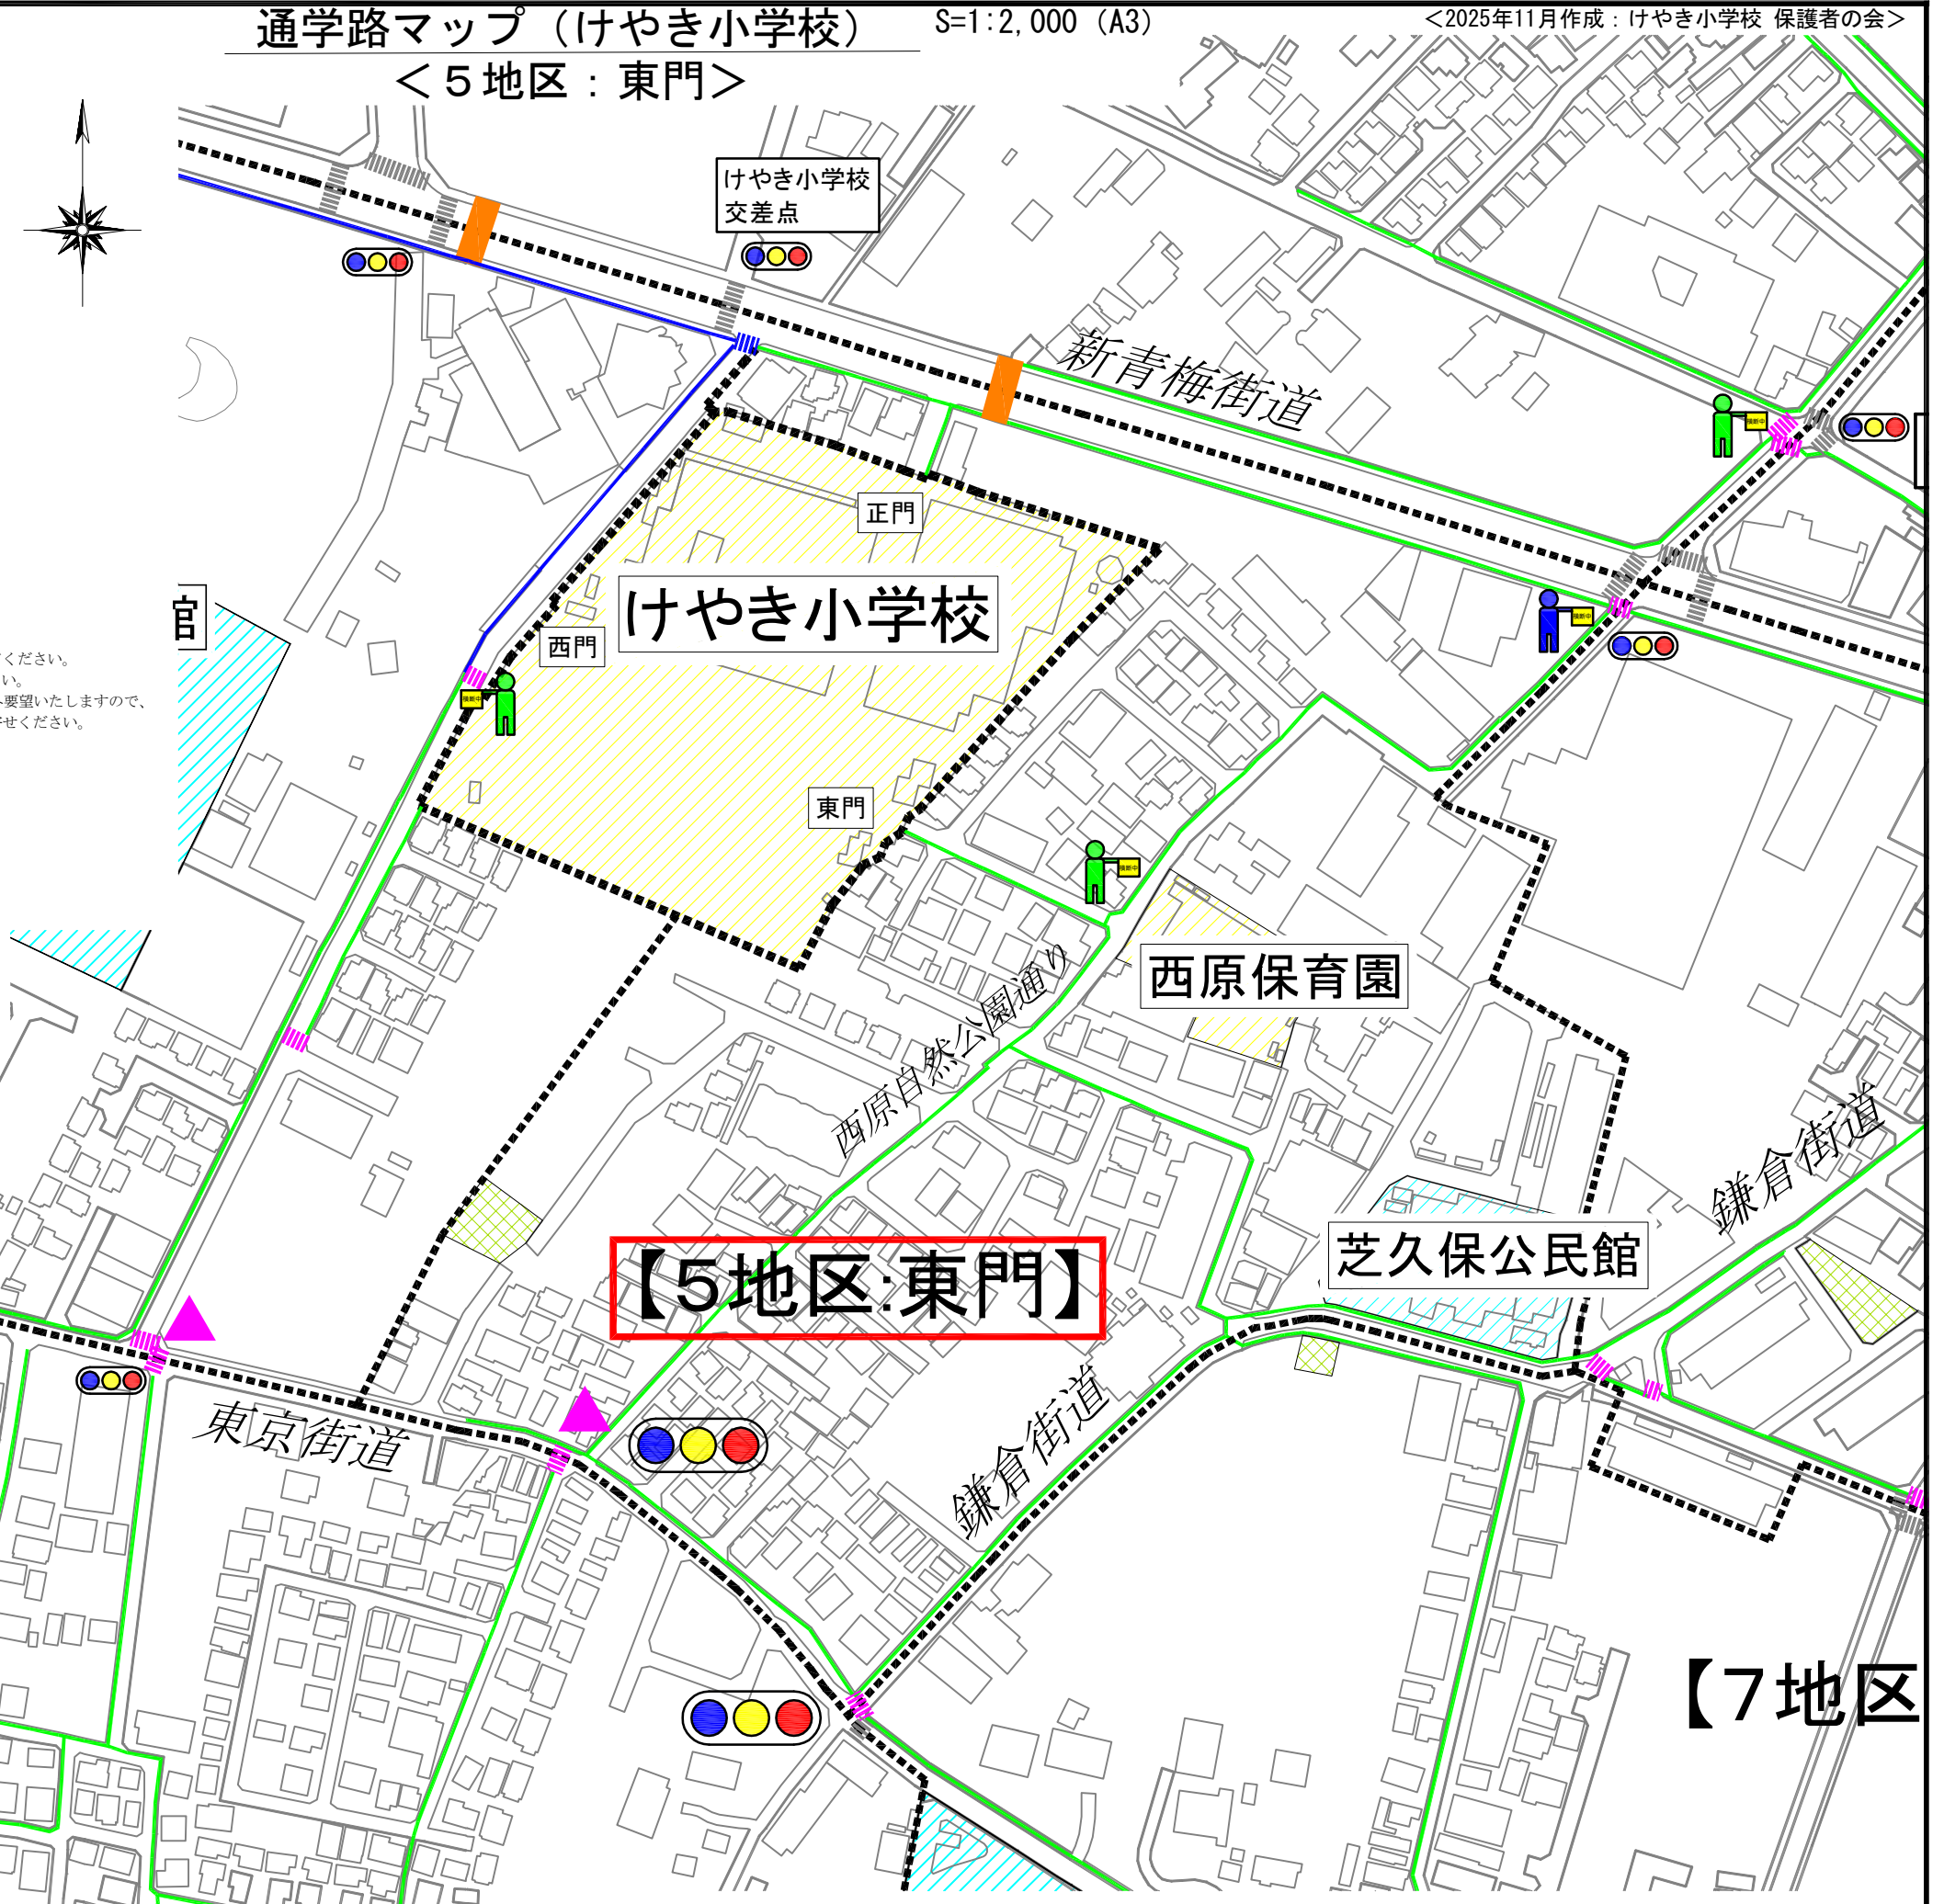 通学路マップ（けやき小学校）
S=1:2,000（A3）
<2025年11月作成：けやき小学校 保護者の会>
＜５地区：東門＞
けやき小学校
交差点
新青梅街道
正門
官
けやき小学校
西門
ください。
い。
要望いたしますので、
せください。
東門
西原保育園
西原自然公園通り
鎌倉街道
芝久保公民館
【５地区:東門】
東京街道
鎌倉街道
【７地区